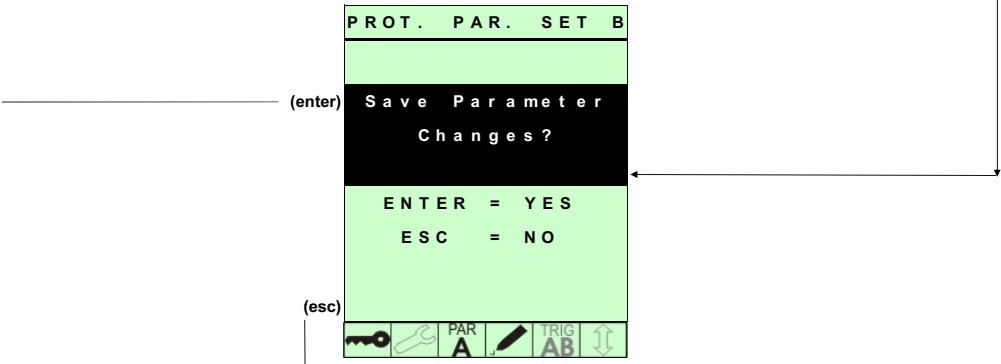 PROT. PAR. SET B
(enter) Save Parameter
Changes?
ENTER = YES
ESC = NO
(esc)
PAR
A
TRIG
AB